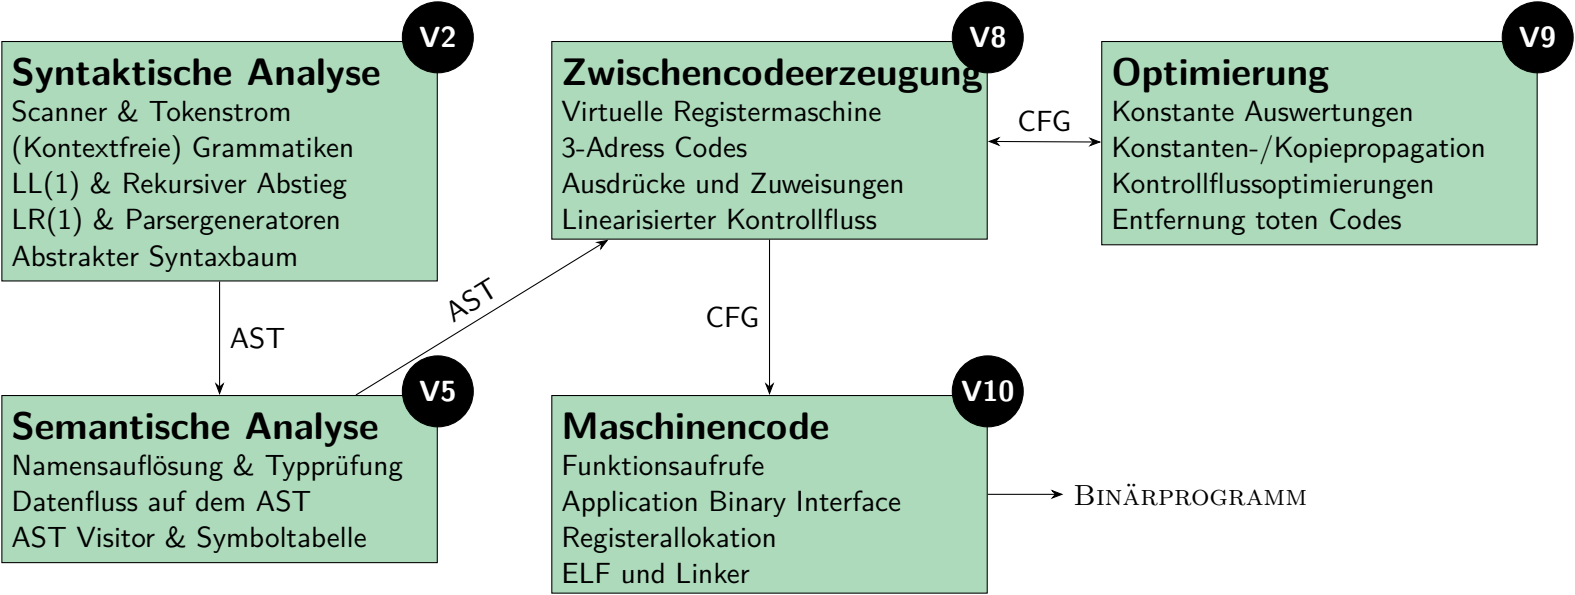 V2
Syntaktische Analyse
Scanner & Tokenstrom
(Kontextfreie) Grammatiken
LL(1) & Rekursiver Abstieg
LR(1) & Parsergeneratoren
Abstrakter Syntaxbaum
AST
V5
Semantische Analyse
Namensauflösung & Typprüfung
Datenfluss auf dem AST
AST Visitor & Symboltabelle
AST
V8
Zwischencodeerzeugung
Virtuelle Registermaschine
3-Adress Codes
Ausdrücke und Zuweisungen
Linearisierter Kontrollfluss
CFG
V9
Optimierung
Konstante Auswertungen
Konstanten-/Kopiepropagation
Kontrollflussoptimierungen
Entfernung toten Codes
CFG
V10
Maschinencode
Funktionsaufrufe
Application Binary Interface
Registerallokation
ELF und Linker
BINÄRPROGRAMM